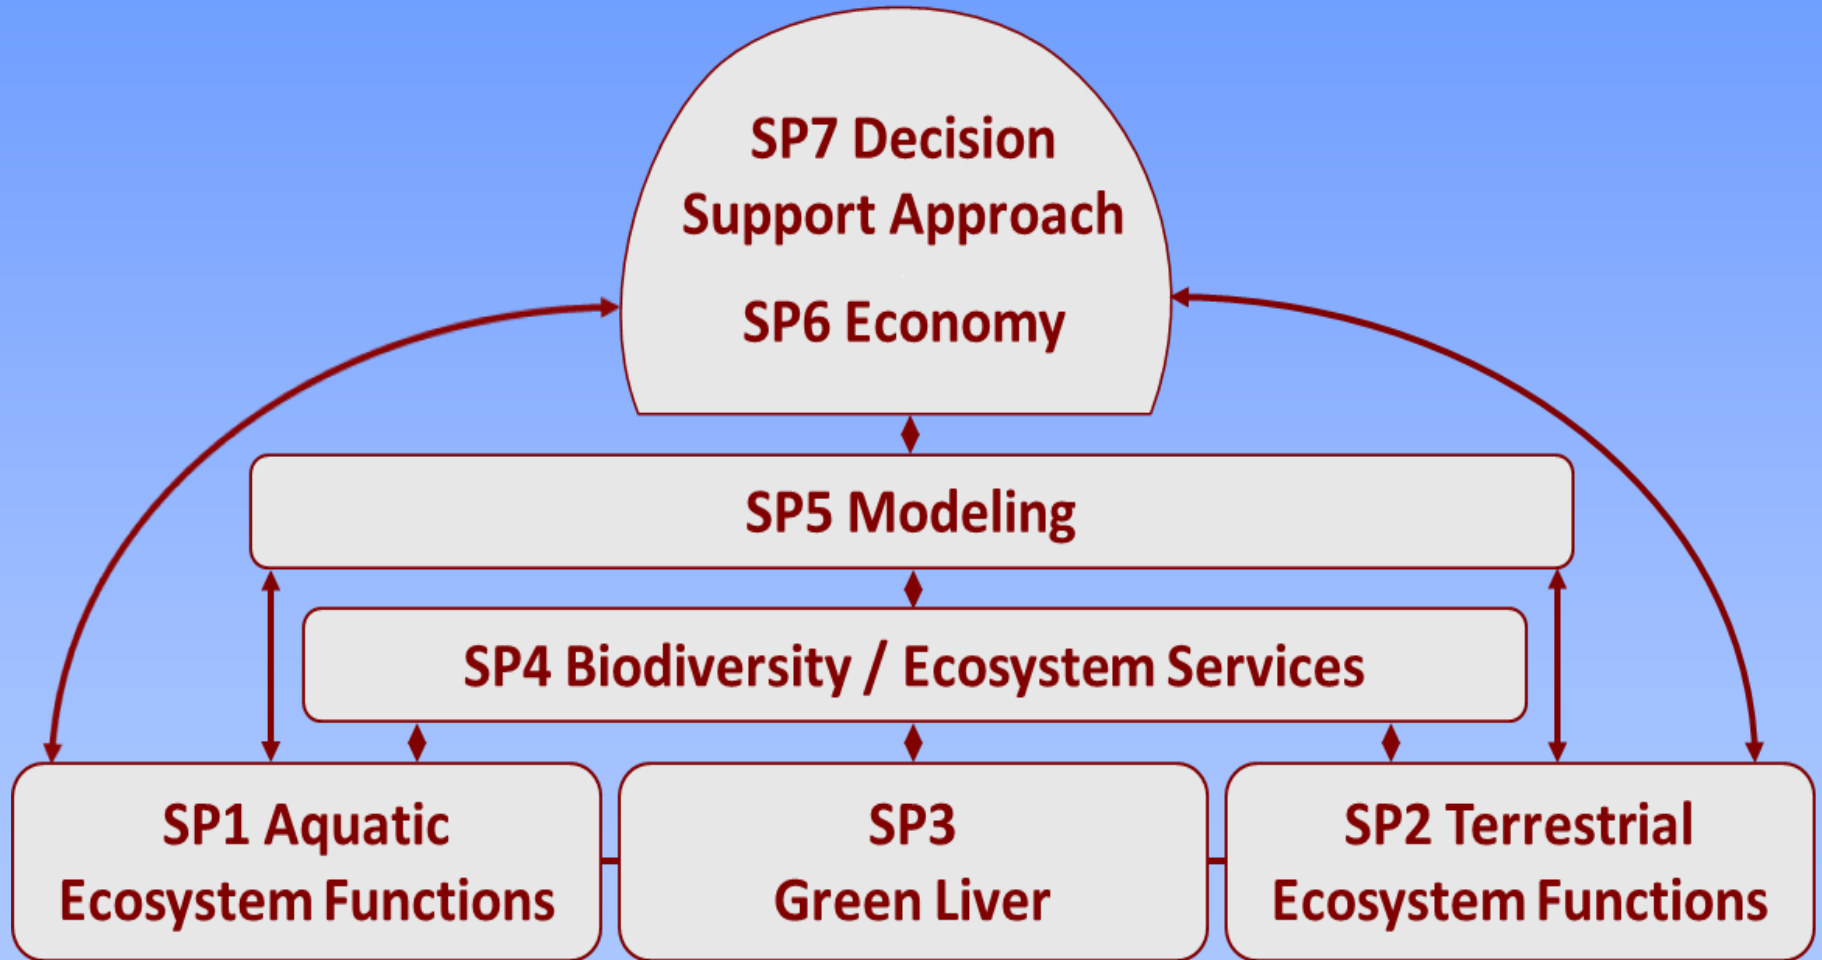 SP7 Decision
Support Approach
SP6 Economy
SP5 Modeling
SP4 Biodiversity / Ecosystem Services
SP1 Aquatic
Ecosystem Functions
SP3
Green Liver
SP2 Terrestrial
Ecosystem Functions